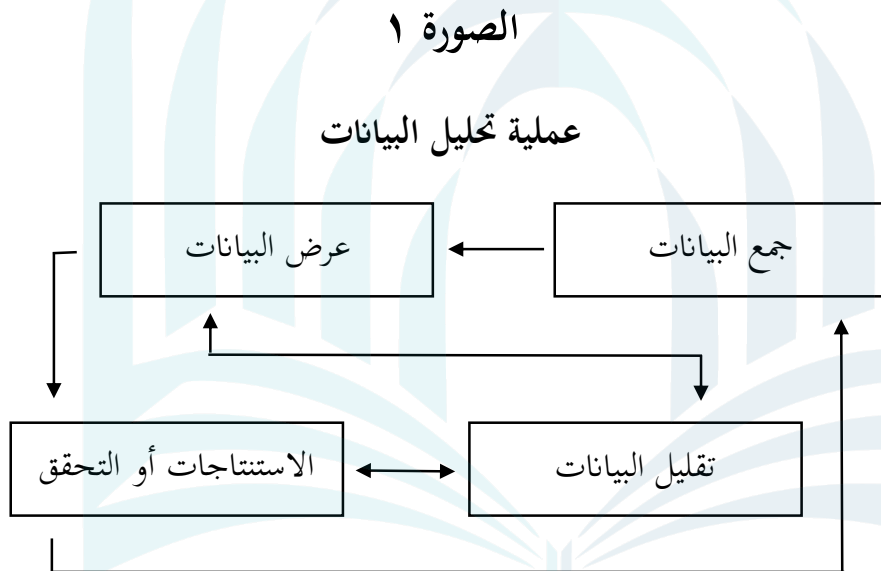 الصورة ١
عملية تحليل البيانات
جمع البيانات
عرض البيانات
تقليل البيانات
الاستنتاجات أو التحقق